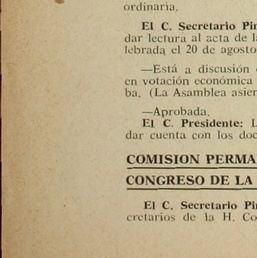 ordinaria.
El C. Secretario Pi
dar lectura al acta de la
lebrada el 20 de agosto
—Está a discusión
en votación económica
ba. (La Asamblea asien
—Aprobada.
El C. Presidente: L
dar cuenta con los doc
COMISION PERMA
CONGRESO DE LA
El C. Secretario Pi
cretarios de la H. Co